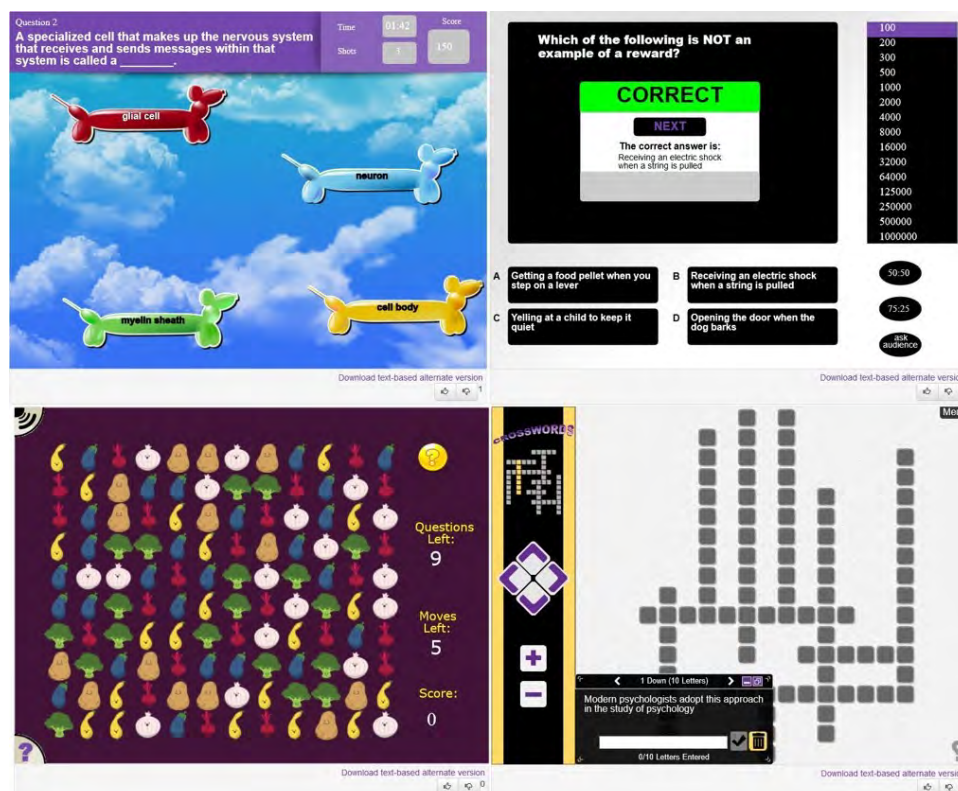 Question 2
A specialized cell that makes up the nervous system
that receives and sends messages within that
system is called a ________.
Time
01:42
Score
Shots
1
150
glial cell
neuron
myelin sheath
cell body
Download text-based alternate version
1
Which of the following is NOT an
example of a reward?
CORRECT
NEXT
The correct answer is:
Receiving an electric shock
when a string is pulled
100
200
300
500
1000
2000
4000
8000
16000
32000
64000
125000
250000
500000
1000000
A
Getting a food pellet when you
step on a lever
B
Receiving an electric shock
when a string is pulled
C
Yelling at a child to keep it
quiet
D
Opening the door when the
dog barks
50:50
75:25
ask
audience
Download text-based alternate versio
?
Questions
Left:
9
Moves
Left:
5
Score:
0
?
Download text-based alternate version
0
CROSSWORDS
+
−
Me
1 Down (10 Letters)
Modern psychologists adopt this approach
in the study of psychology
0/10 Letters Entered
Download text-based alternate versio